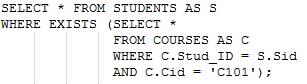 SELECT * FROM STUDENTS AS S
WHERE EXISTS (SELECT *
FROM COURSES AS C
WHERE C.Stud_ID = S.Sid
AND C.Cid = 'C101');